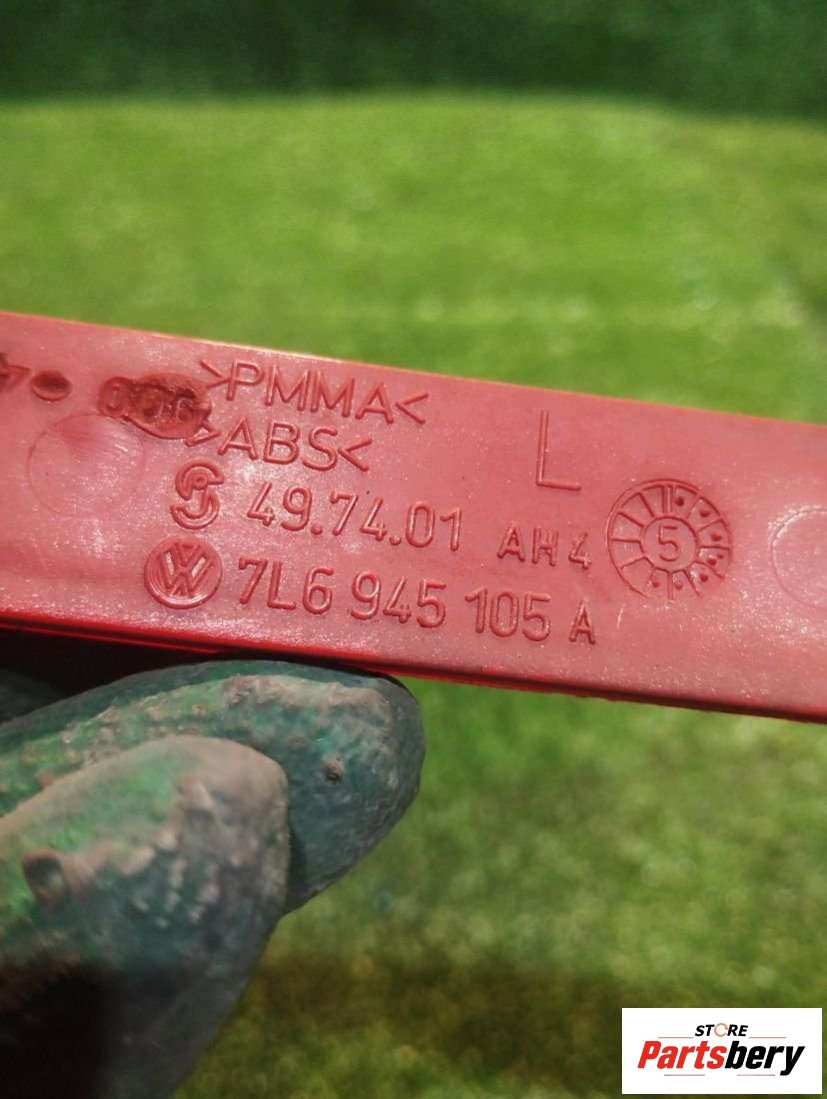 >PMMA<
>ABS<
L
49.74.01 AH4
5
7L6 945 105 A
STORE
Partsbery